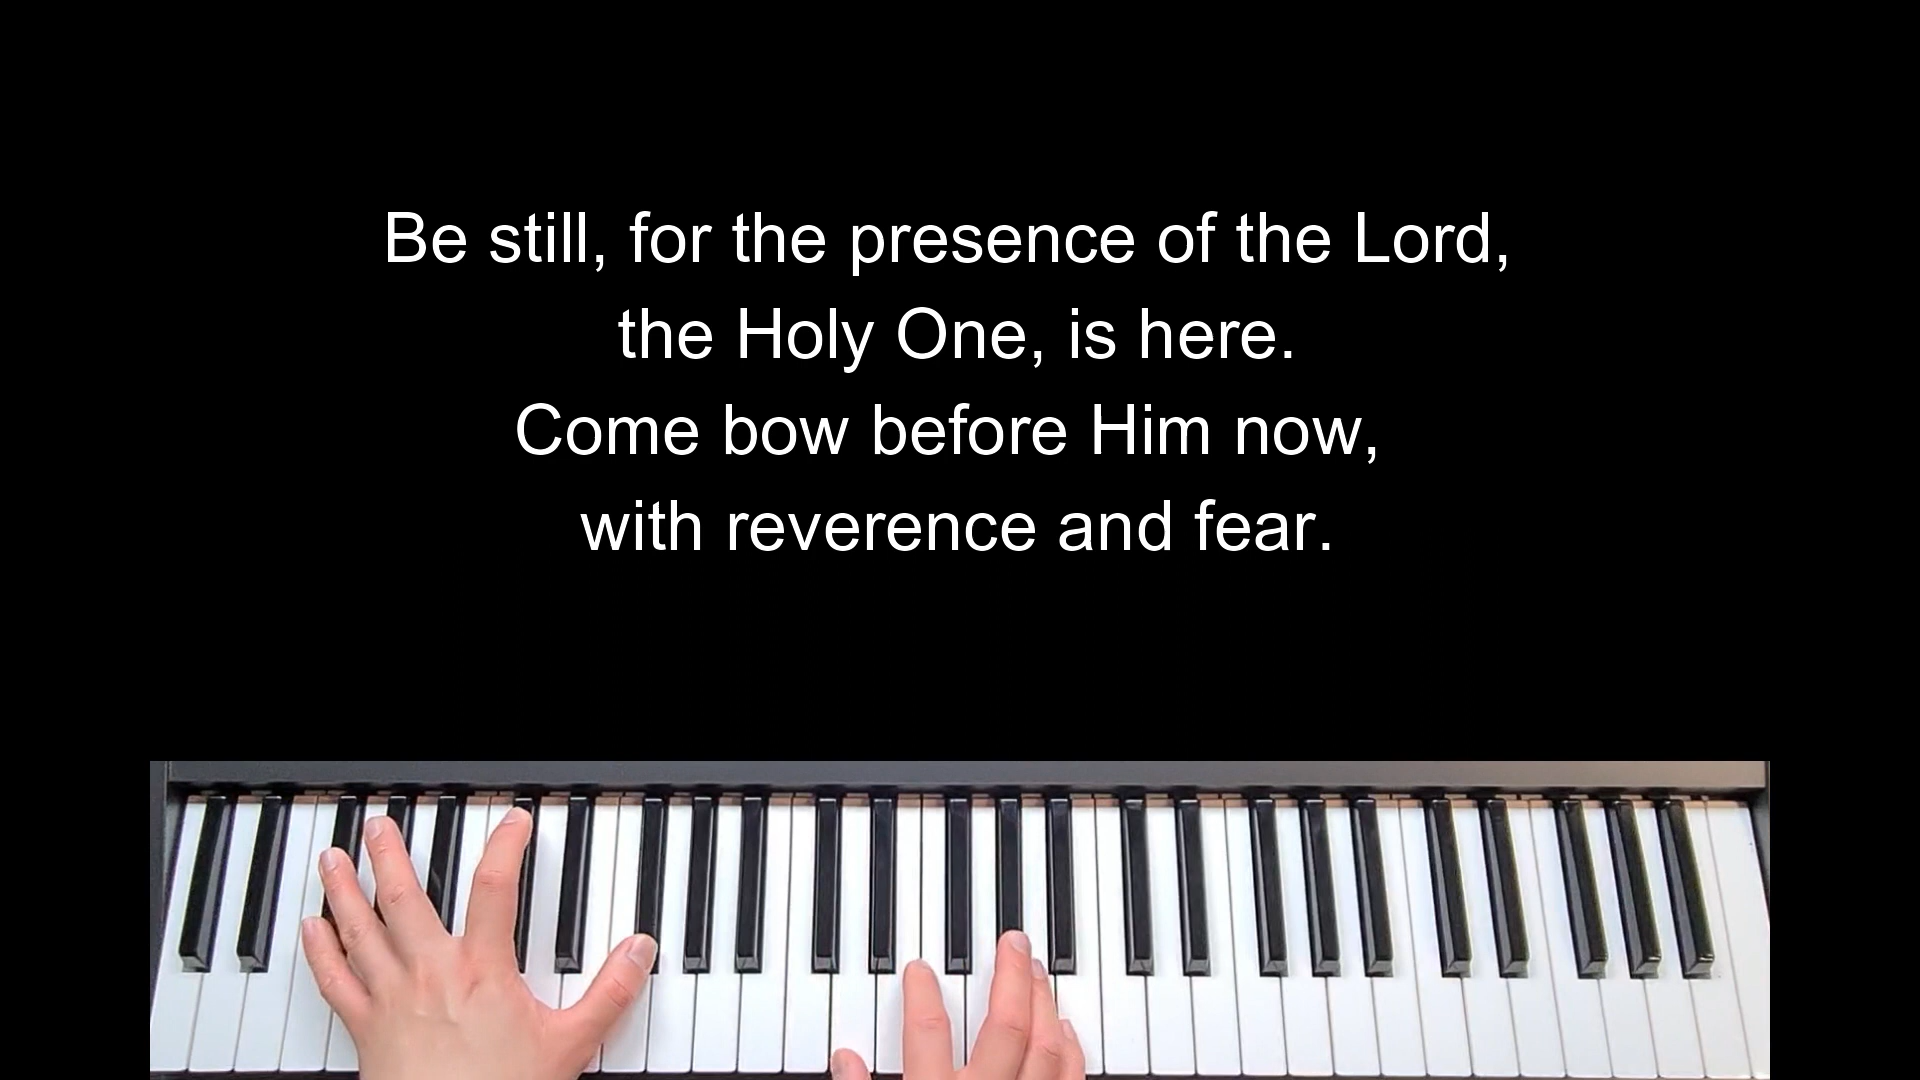 Be still, for the presence of the Lord,
the Holy One, is here.
Come bow before Him now,
with reverence and fear.